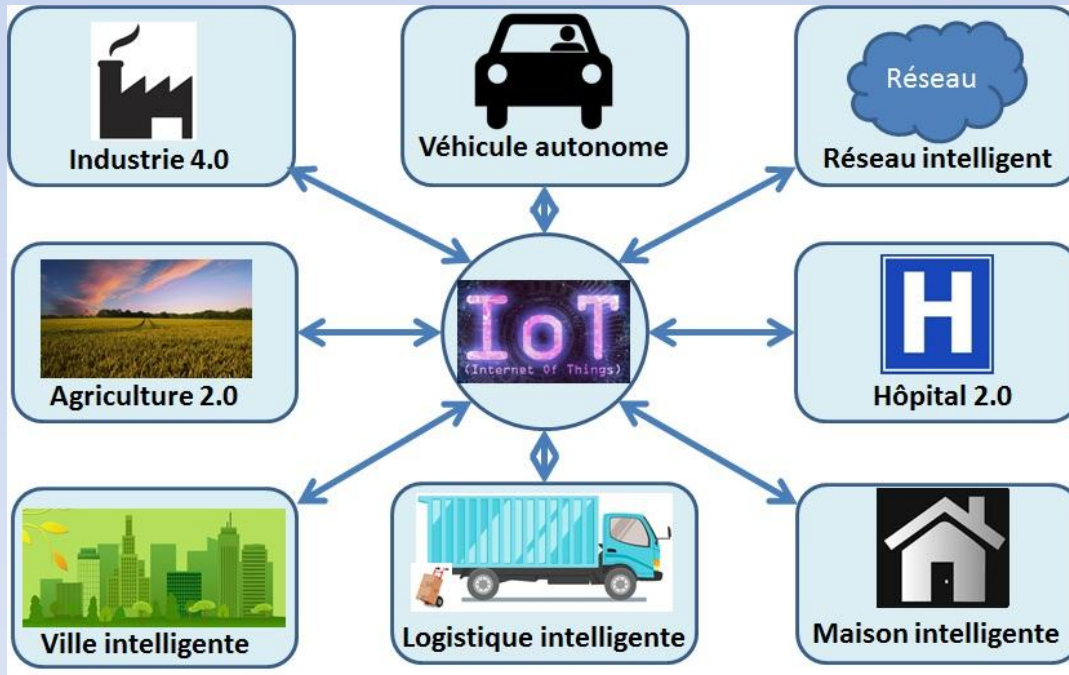 Industrie 4.0
Véhicule autonome
Réseau
Réseau intelligent
Agriculture 2.0
IoT
(Internet Of Things)
H
Hôpital 2.0
Ville intelligente
Logistique intelligente
Maison intelligente